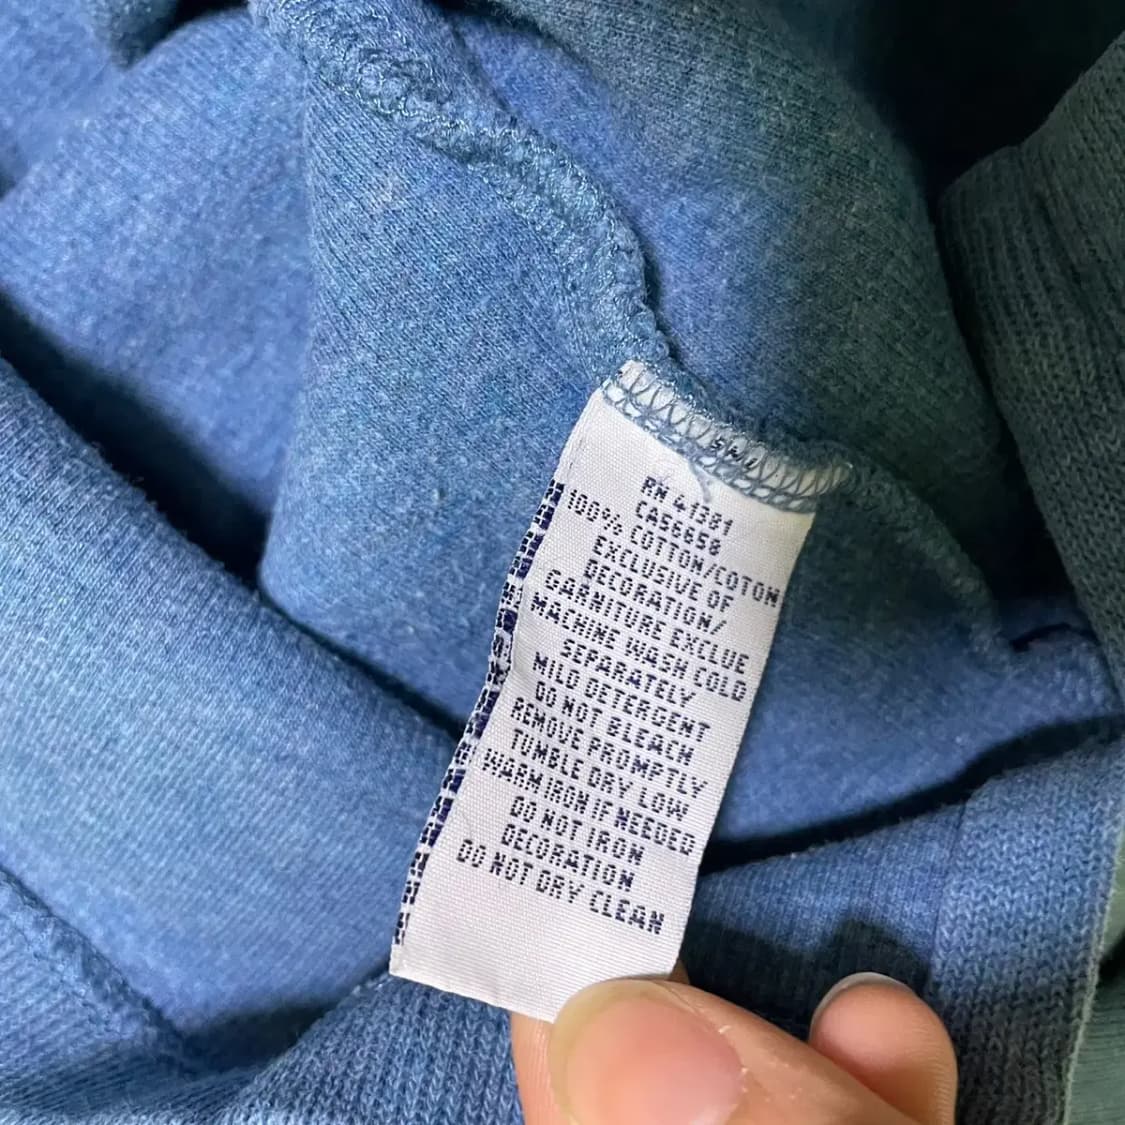 RN 41381
CA56658
100% COTTON/COTON
EXCLUSIVE OF
DECORATION/
GARNITURE EXCLUE
MACHINE WASH COLD
SEPARATELY
MILD DETERGENT
DO NOT BLEACH
REMOVE PROMPTLY
TUMBLE DRY LOW
WARM IRON IF NEEDED
DO NOT IRON
DECORATION
DO NOT DRY CLEAN